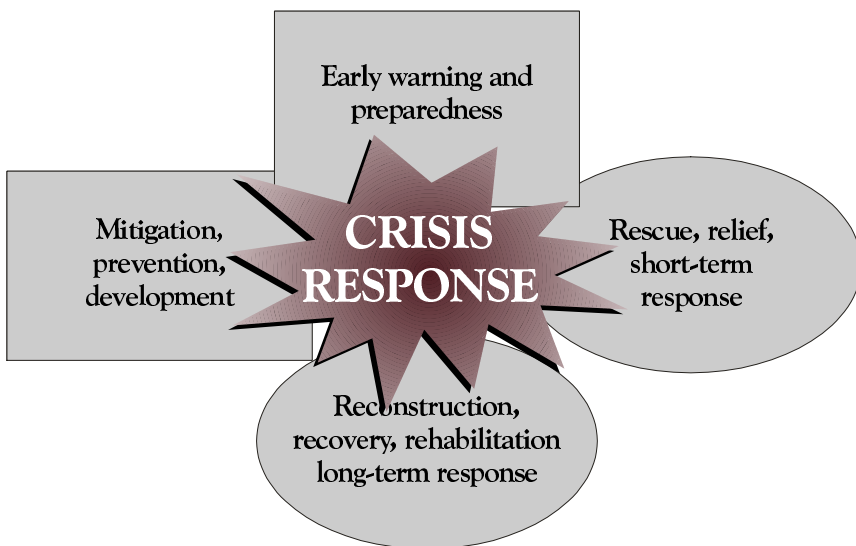 Early warning and
preparedness
Mitigation,
prevention,
development
CRISIS
RESPONSE
Rescue, relief,
short-term
response
Reconstruction,
recovery, rehabilitation
long-term response